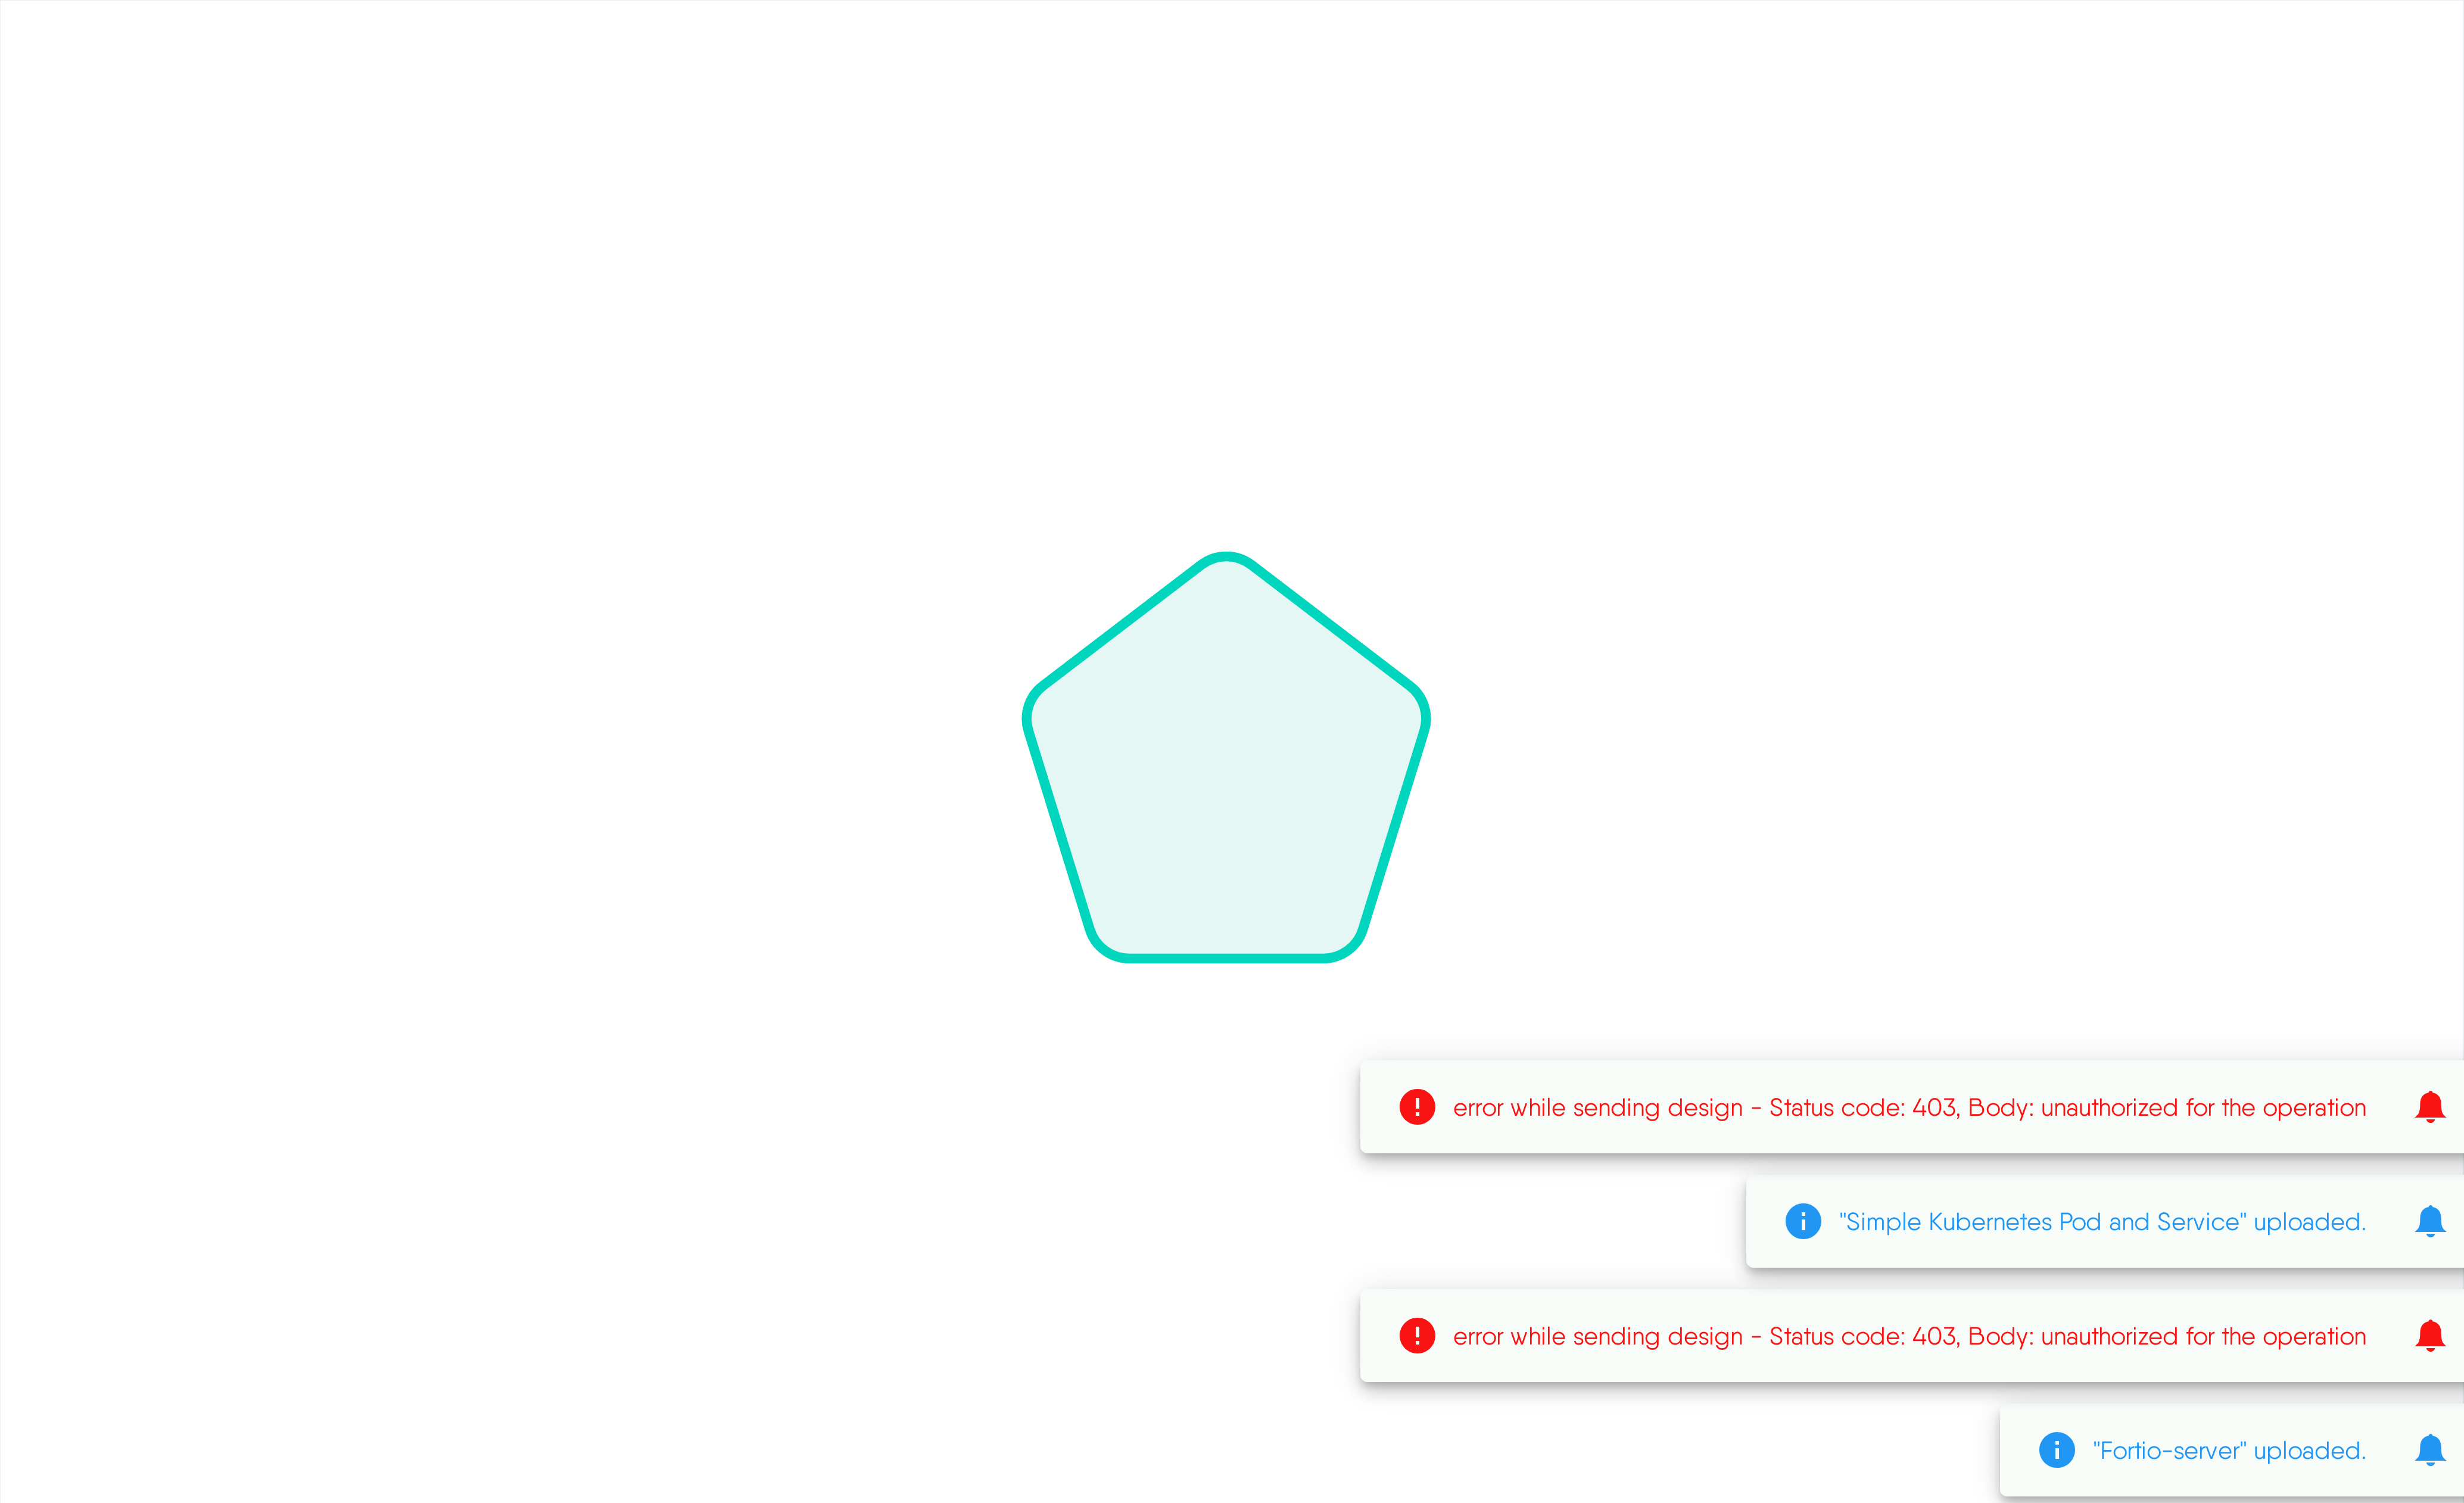 error while sending design - Status code: 403, Body: unauthorized for the operation
"Simple Kubernetes Pod and Service" uploaded.
error while sending design - Status code: 403, Body: unauthorized for the operation
"Fortio-server" uploaded.